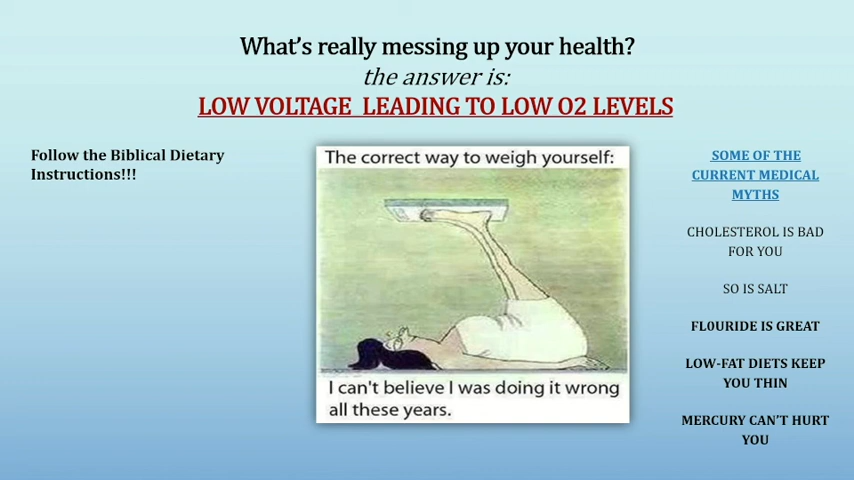 What's really messing up your health?
the answer is:
LOW VOLTAGE LEADING TO LOW O2 LEVELS
Follow the Biblical Dietary
Instructions!!!
The correct way to weigh yourself:
I can't believe I was doing it wrong
all these years.
SOME OF THE
CURRENT MEDICAL
MYTHS
CHOLESTEROL IS BAD
FOR YOU
SO IS SALT
FLOURIDE IS GREAT
LOW-FAT DIETS KEEP
YOU THIN
MERCURY CAN'T HURT
YOU